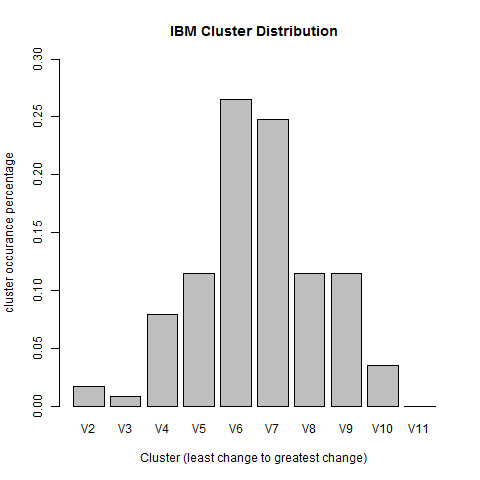 IBM Cluster Distribution
cluster occurance percentage
0.30
0.25
0.20
0.15
0.10
0.05
0.00
V2 V3 V4 V5 V6 V7 V8 V9 V10 V11
Cluster (least change to greatest change)